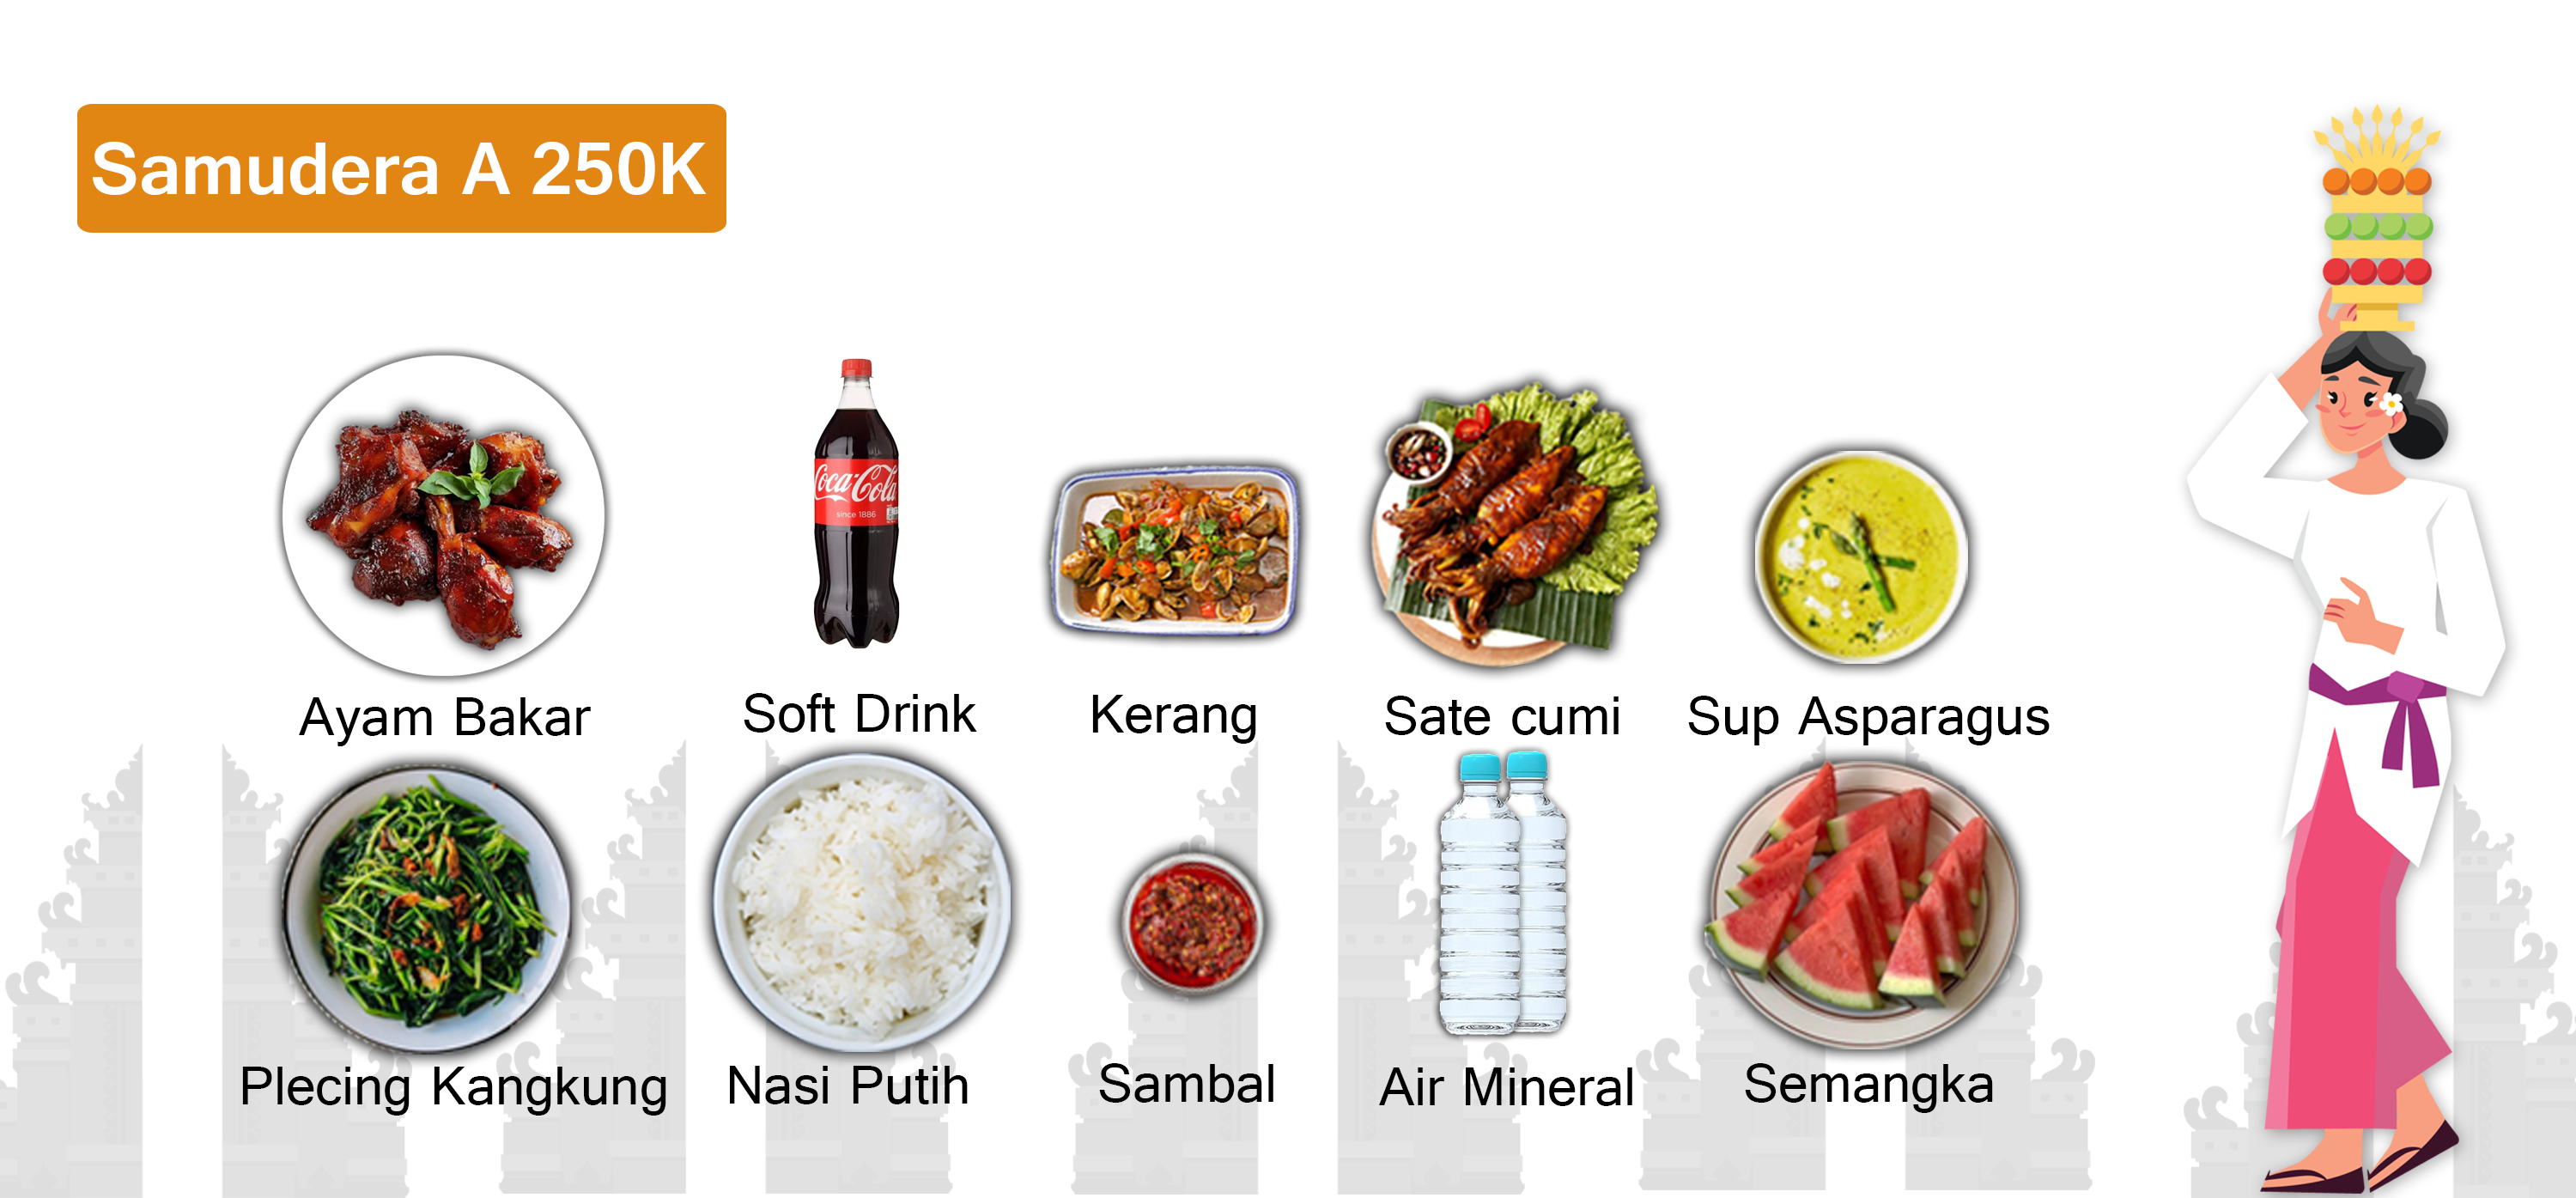 Samudera A 250K
Coca-Cola
since 1886
Ayam Bakar
Soft Drink
Kerang
Sate cumi
Sup Asparagus
Plecing Kangkung
Nasi Putih
Sambal
Air Mineral
Semangka